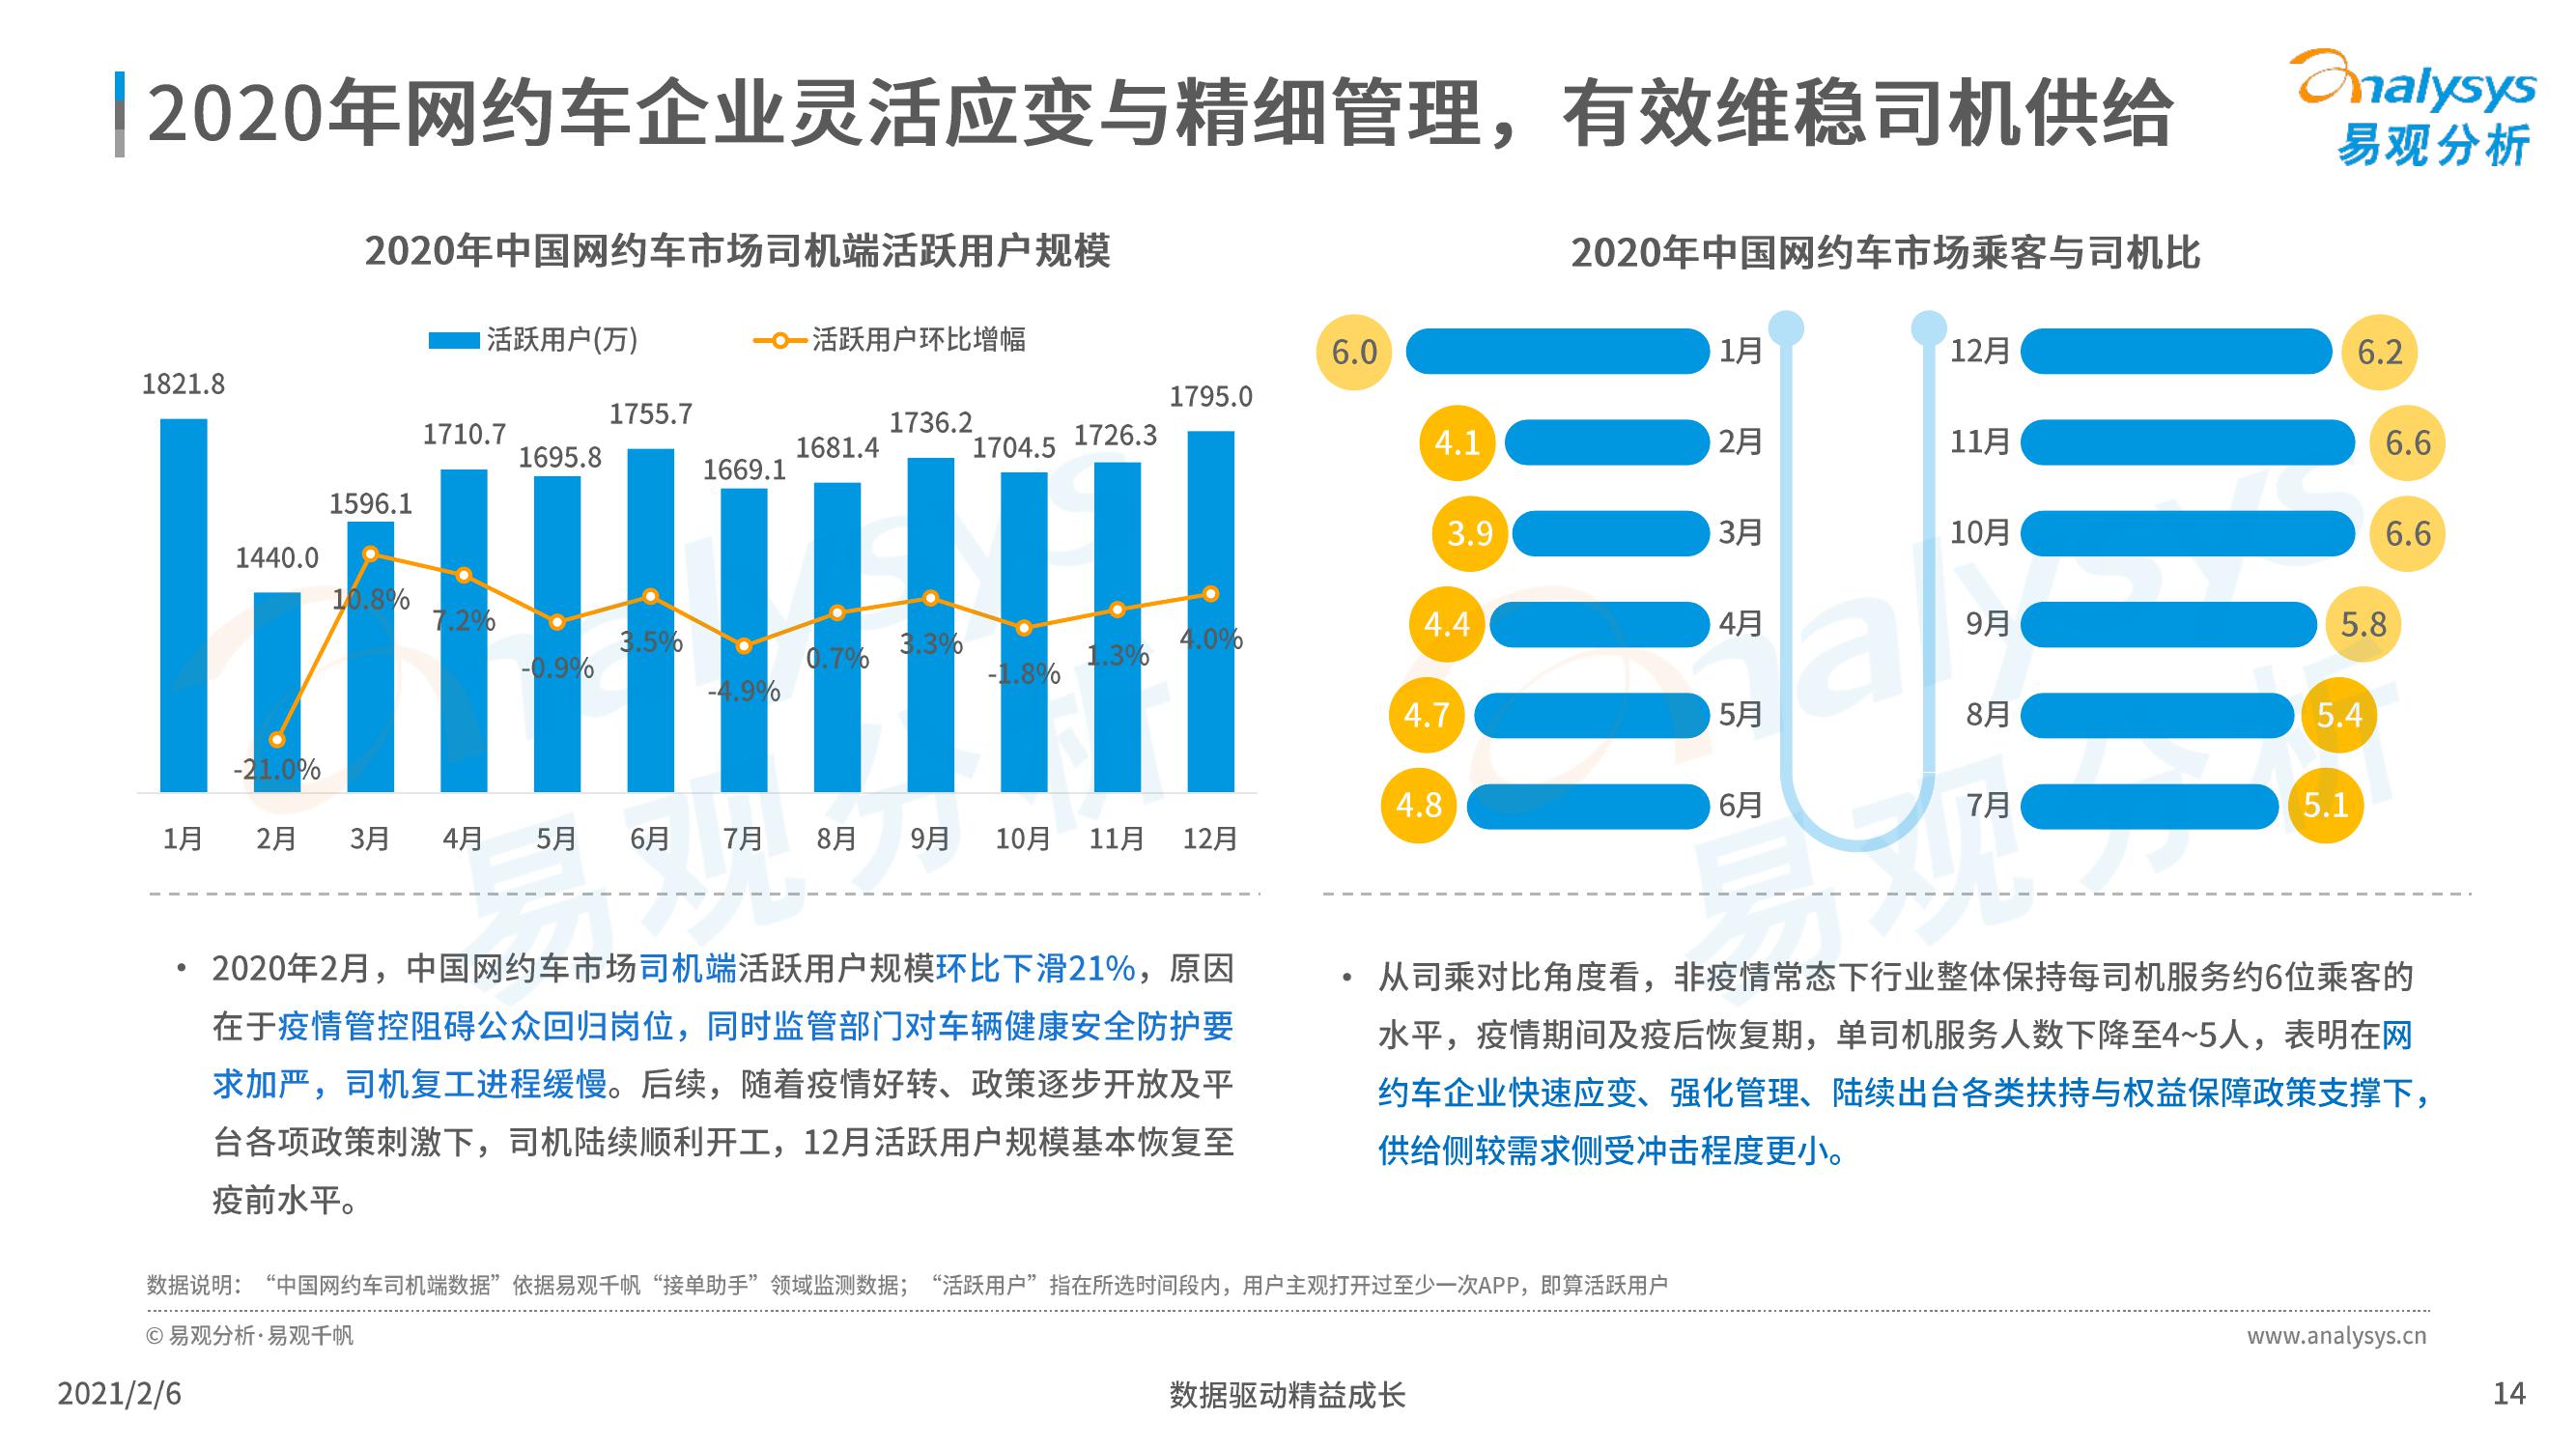 2020年网约车企业灵活应变与精细管理，有效维稳司机供给
analysys
易观分析
2020年中国网约车市场司机端活跃用户规模
活跃用户(万)
活跃用户环比增幅
1821.8
1440.0
1596.1
1710.7
1695.8
1755.7
1669.1
1681.4
1736.2
1704.5
1726.3
1795.0
-21.0%
10.8%
7.2%
-0.9%
3.5%
-4.9%
0.7%
3.3%
-1.8%
1.3%
4.0%
1月
2月
3月
4月
5月
6月
7月
8月
9月
10月
11月
12月
2020年中国网约车市场乘客与司机比
6.0 1月 12月 6.2
4.1 2月 11月 6.6
3.9 3月 10月 6.6
4.4 4月 9月 5.8
4.7 5月 8月 5.4
4.8 6月 7月 5.1
• 2020年2月，中国网约车市场司机端活跃用户规模环比下滑21%，原因
在于疫情管控阻碍公众回归岗位，同时监管部门对车辆健康安全防护要
求加严，司机复工进程缓慢。后续，随着疫情好转、政策逐步开放及平
台各项政策刺激下，司机陆续顺利开工，12月活跃用户规模基本恢复至
疫前水平。
• 从司乘对比角度看，非疫情常态下行业整体保持每司机服务约6位乘客的
水平，疫情期间及疫后恢复期，单司机服务人数下降至4~5人，表明在网
约车企业快速应变、强化管理、陆续出台各类扶持与权益保障政策支撑下，
供给侧较需求侧受冲击程度更小。
数据说明：“中国网约车司机端数据”依据易观千帆“接单助手”领域监测数据；“活跃用户”指在所选时间段内，用户主观打开过至少一次APP，即算活跃用户
© 易观分析·易观千帆
www.analysys.cn
2021/2/6
数据驱动精益成长
14